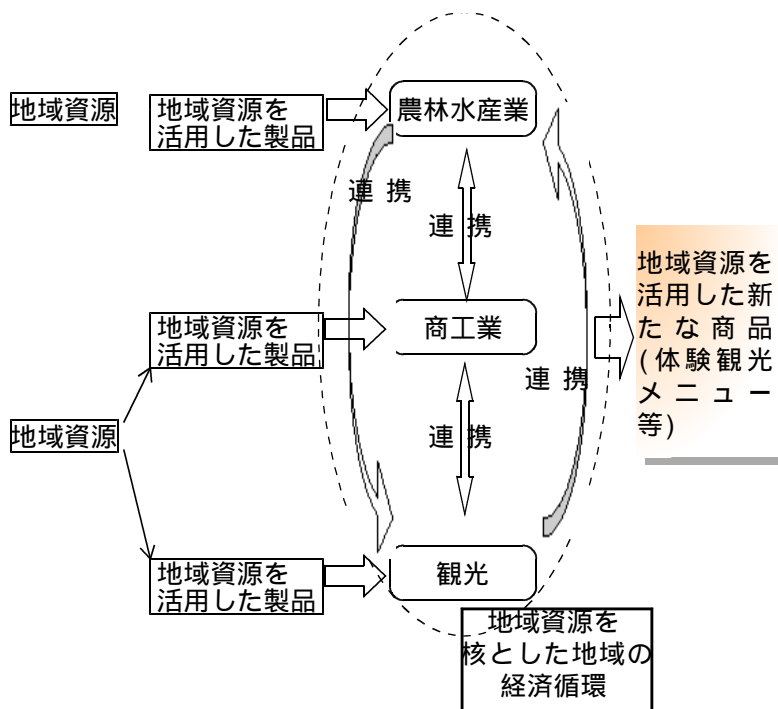 地域資源
地域資源を
活用した製品
農林水産業
連 携
連 携
地域資源を
活用した製品
商工業
地域資源を
活用した新
たな商品
(体験観光
メニュー
等)
連 携
地域資源
連 携
地域資源を
活用した製品
観光
地域資源を
核とした地域の
経済循環